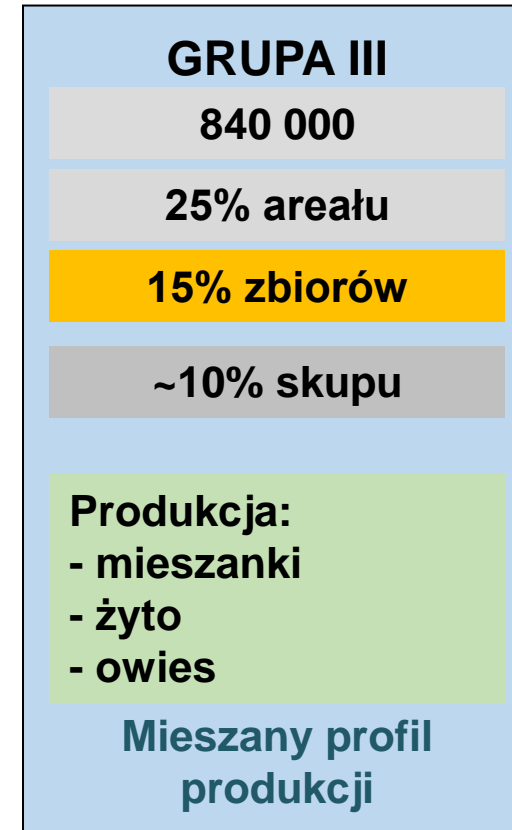 GRUPA III
840 000
25% areału
15% zbiorów
~10% skupu
Produkcja:
- mieszanki
- żyto
- owies
Mieszany profil
produkcji